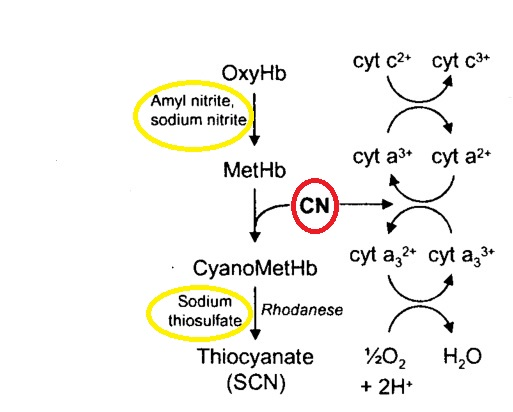 cyt c²⁺ cyt c³⁺
OxyHb
Amyl nitrite,
sodium nitrite
cyt a³⁺ cyt a²⁺
MetHb
CN
cyt a₃²⁺ cyt a₃³⁺
CyanoMetHb
Sodium
thiosulfate
Rhodanese
Thiocyanate
(SCN)
½O₂ H₂O
+ 2H⁺